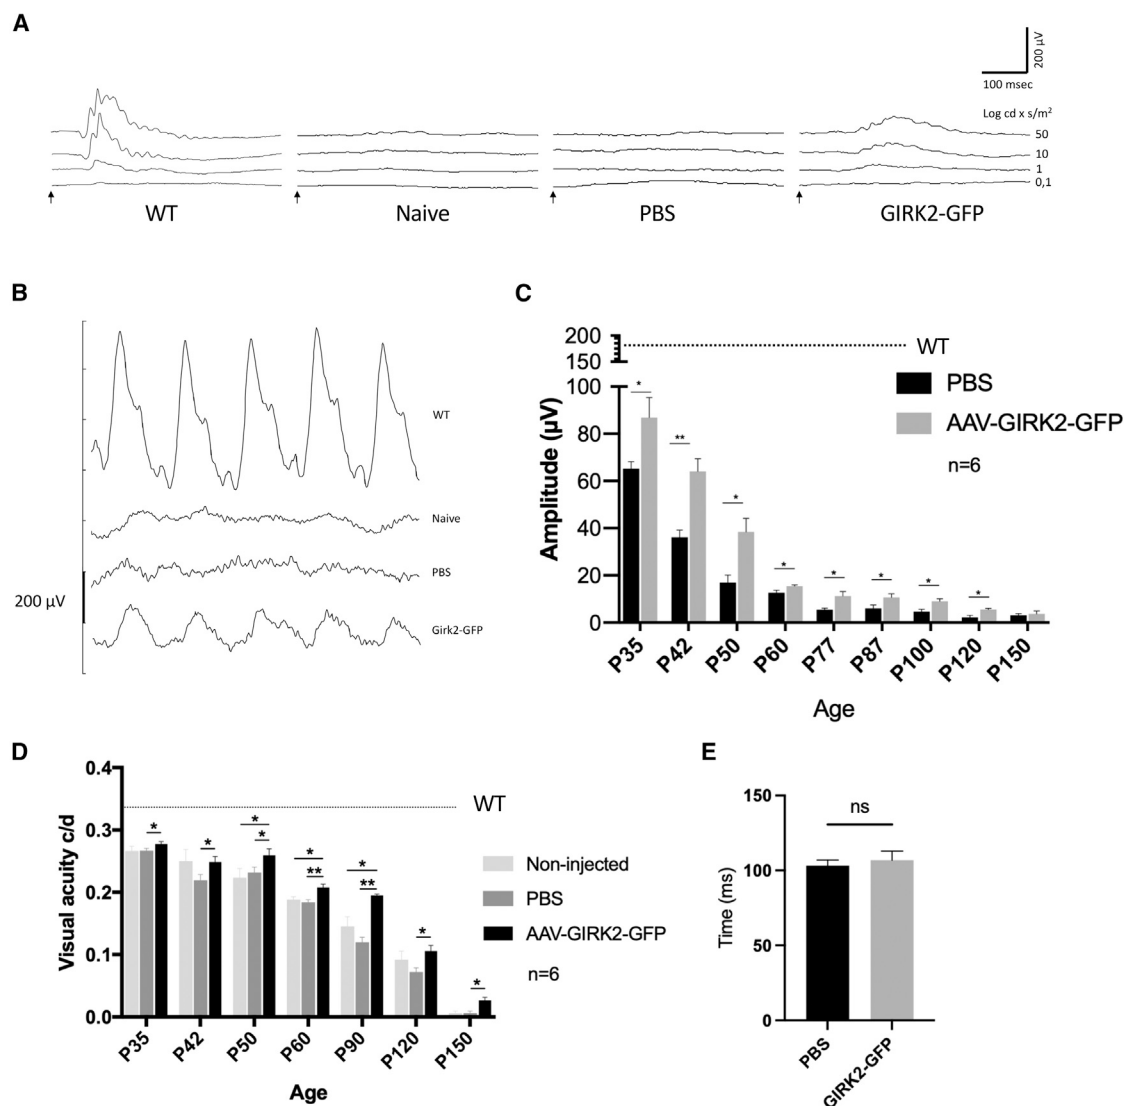 A
200 µV
100 msec
Log cd x s/m²
50
10
1
0,1
WT
Naive
PBS
GIRK2-GFP
B
WT
Naive
PBS
Girk2-GFP
200 µV
C
200
150
100
80
60
40
20
0
Amplitude (µV)
WT
PBS
AAV-GIRK2-GFP
n=6
*
**
*
*
*
*
*
*
P35
P42
P50
P60
P77
P87
P100
P120
P150
Age
D
0.4
0.3
0.2
0.1
0.0
Visual acuity c/d
WT
Non-injected
PBS
AAV-GIRK2-GFP
n=6
*
*
*
*
*
**
*
**
*
*
P35
P42
P50
P60
P90
P120
P150
Age
E
150
100
50
0
Time (ms)
ns
PBS
GIRK2-GFP